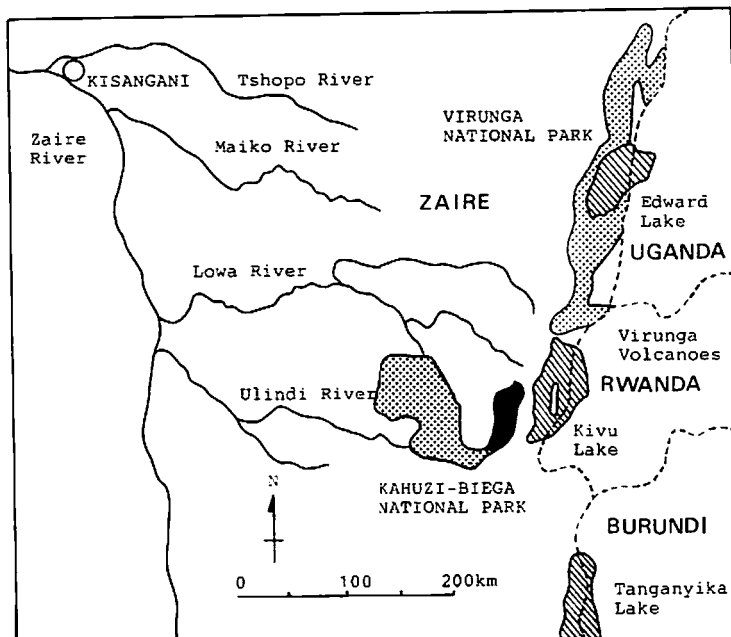 KISANGANI
Tshopo River
Zaire
River
Maiko River
VIRUNGA
NATIONAL PARK
ZAIRE
Edward
Lake
UGANDA
Lowa River
Virunga
Volcanoes
RWANDA
Ulindi River
Kivu
Lake
KAHUZI-BIEGA
NATIONAL PARK
N
BURUNDI
0 100 200km
Tanganyika
Lake